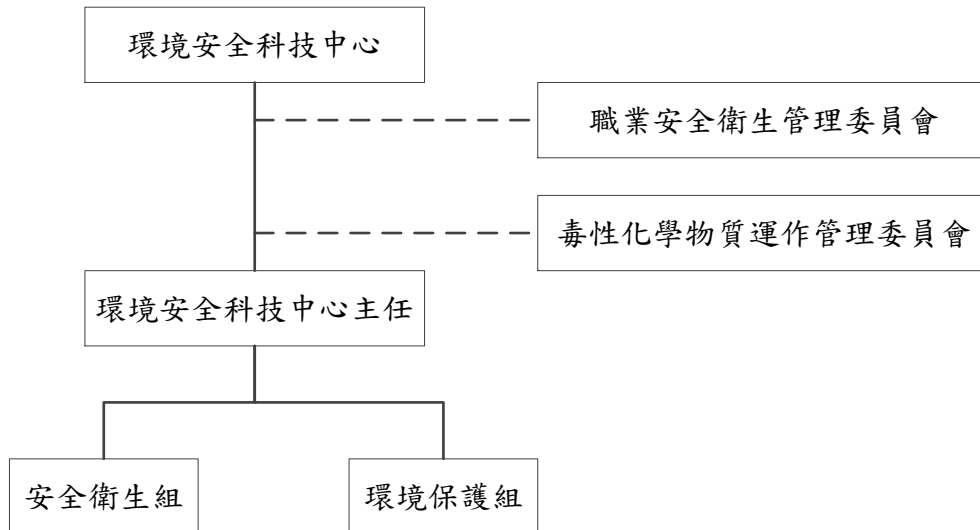 環境安全科技中心
職業安全衛生管理委員會
毒性化學物質運作管理委員會
環境安全科技中心主任
安全衛生組
環境保護組